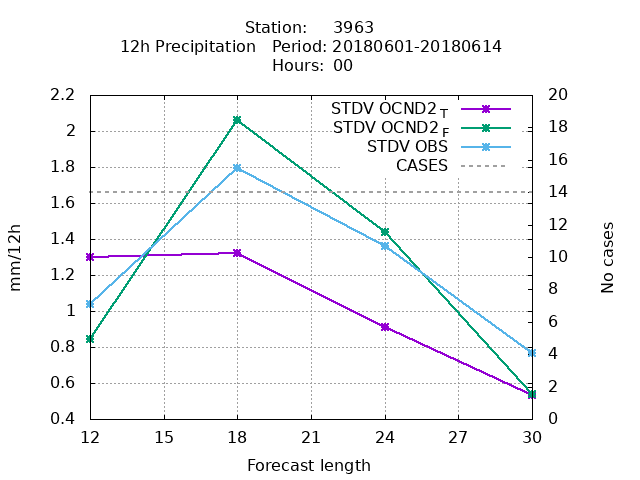 Station: 3963
12h Precipitation Period: 20180601-20180614
Hours: 00
STDV OCND2_T
STDV OCND2_F
STDV OBS
CASES
mm/12h
2.2
2
1.8
1.6
1.4
1.2
1
0.8
0.6
0.4
No cases
20
18
16
14
12
10
8
6
4
2
0
12 15 18 21 24 27 30
Forecast length